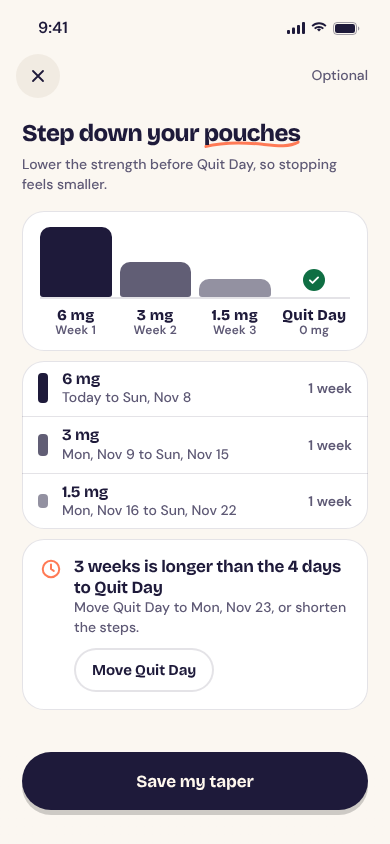 9:41
Optional
Step down your pouches
Lower the strength before Quit Day, so stopping
feels smaller.
6 mg
Week 1
3 mg
Week 2
1.5 mg
Week 3
Quit Day
0 mg
6 mg
Today to Sun, Nov 8
1 week
3 mg
Mon, Nov 9 to Sun, Nov 15
1 week
1.5 mg
Mon, Nov 16 to Sun, Nov 22
1 week
3 weeks is longer than the 4 days
to Quit Day
Move Quit Day to Mon, Nov 23, or shorten
the steps.
Move Quit Day
Save my taper